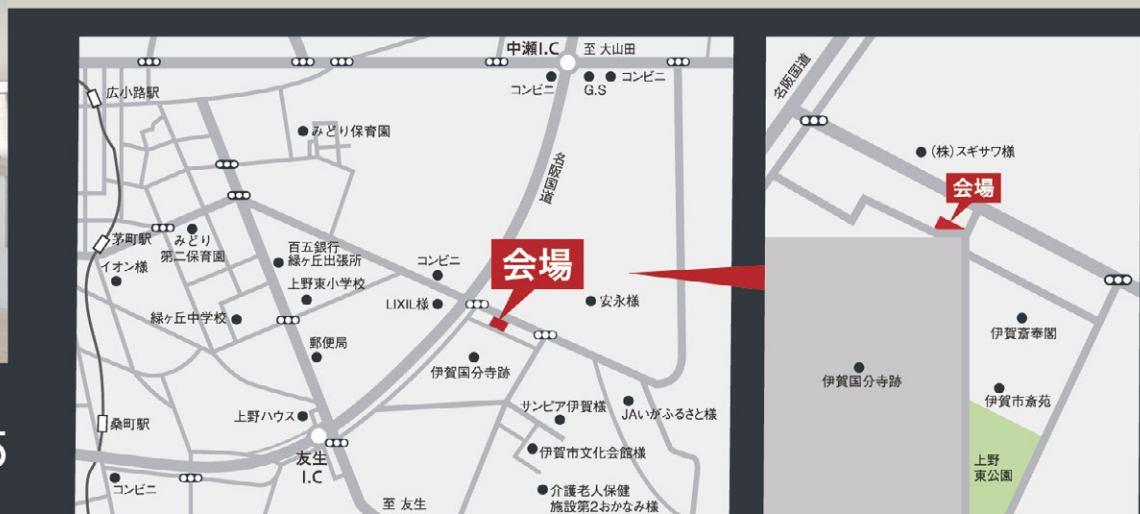 中瀬I.C
至 大山田
コンビニ
G.S
コンビニ
広小路駅
みどり保育園
名阪国道
茅町駅
みどり
第二保育園
イオン様
百五銀行
緑ヶ丘出張所
上野東小学校
コンビニ
会場
LIXIL様
安永様
緑ヶ丘中学校
郵便局
伊賀国分寺跡
サンピア伊賀様
JAいがふるさと様
上野ハウス
桑町駅
友生
I.C
伊賀市文化会館様
コンビニ
至 友生
介護老人保健
施設第2おかなみ様
名阪国道
(株)スギサワ様
会場
伊賀斎奉閣
伊賀国分寺跡
伊賀市斎苑
上野
東公園